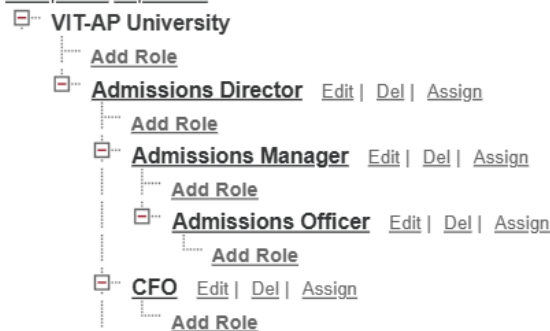 VIT-AP University
Add Role
Admissions Director Edit | Del | Assign
Add Role
Admissions Manager Edit | Del | Assign
Add Role
Admissions Officer Edit | Del | Assign
Add Role
CFO Edit | Del | Assign
Add Role